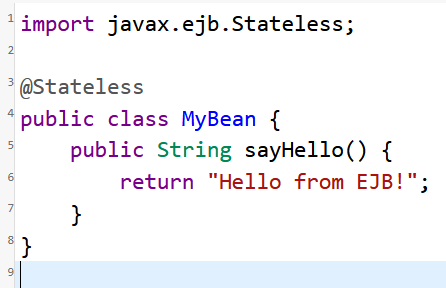 1 import javax.ejb.Stateless;
2
3 @Stateless
4 public class MyBean {
5     public String sayHello() {
6         return "Hello from EJB!";
7     }
8 }
9